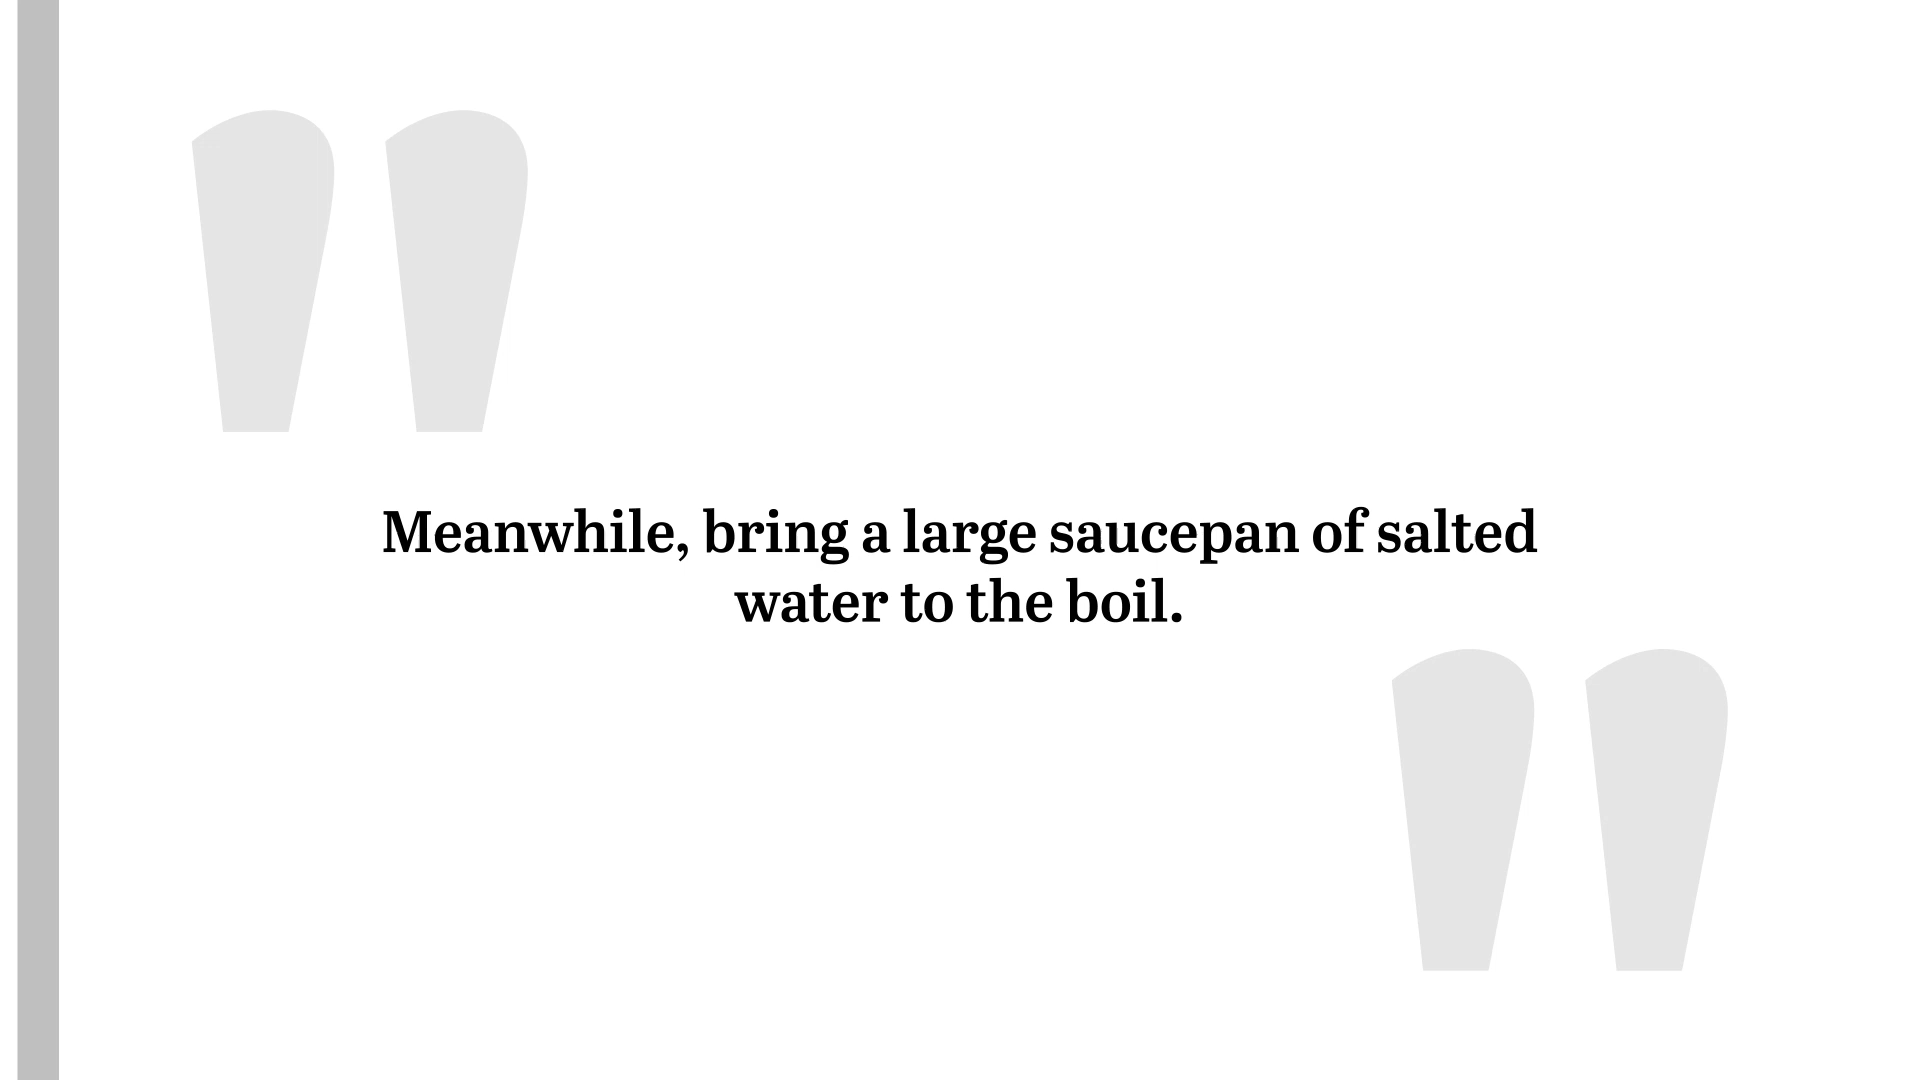 "
Meanwhile, bring a large saucepan of salted
water to the boil.
"